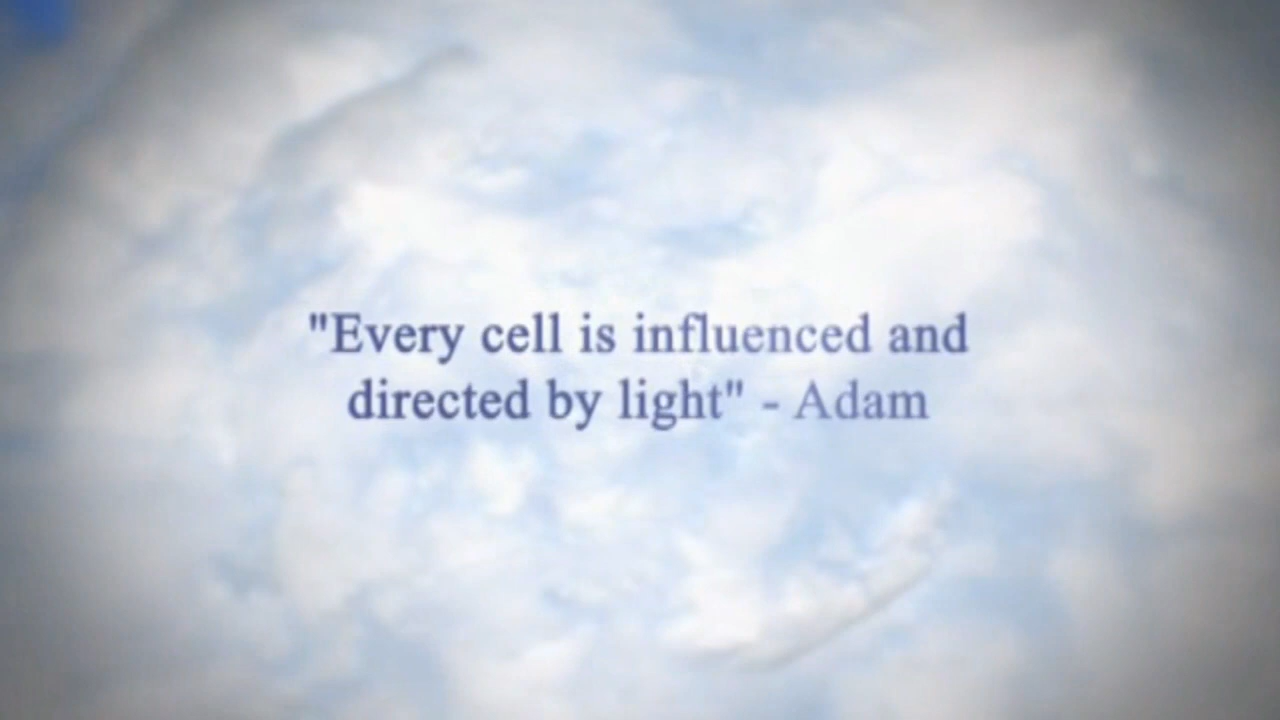 "Every cell is influenced and
directed by light" - Adam